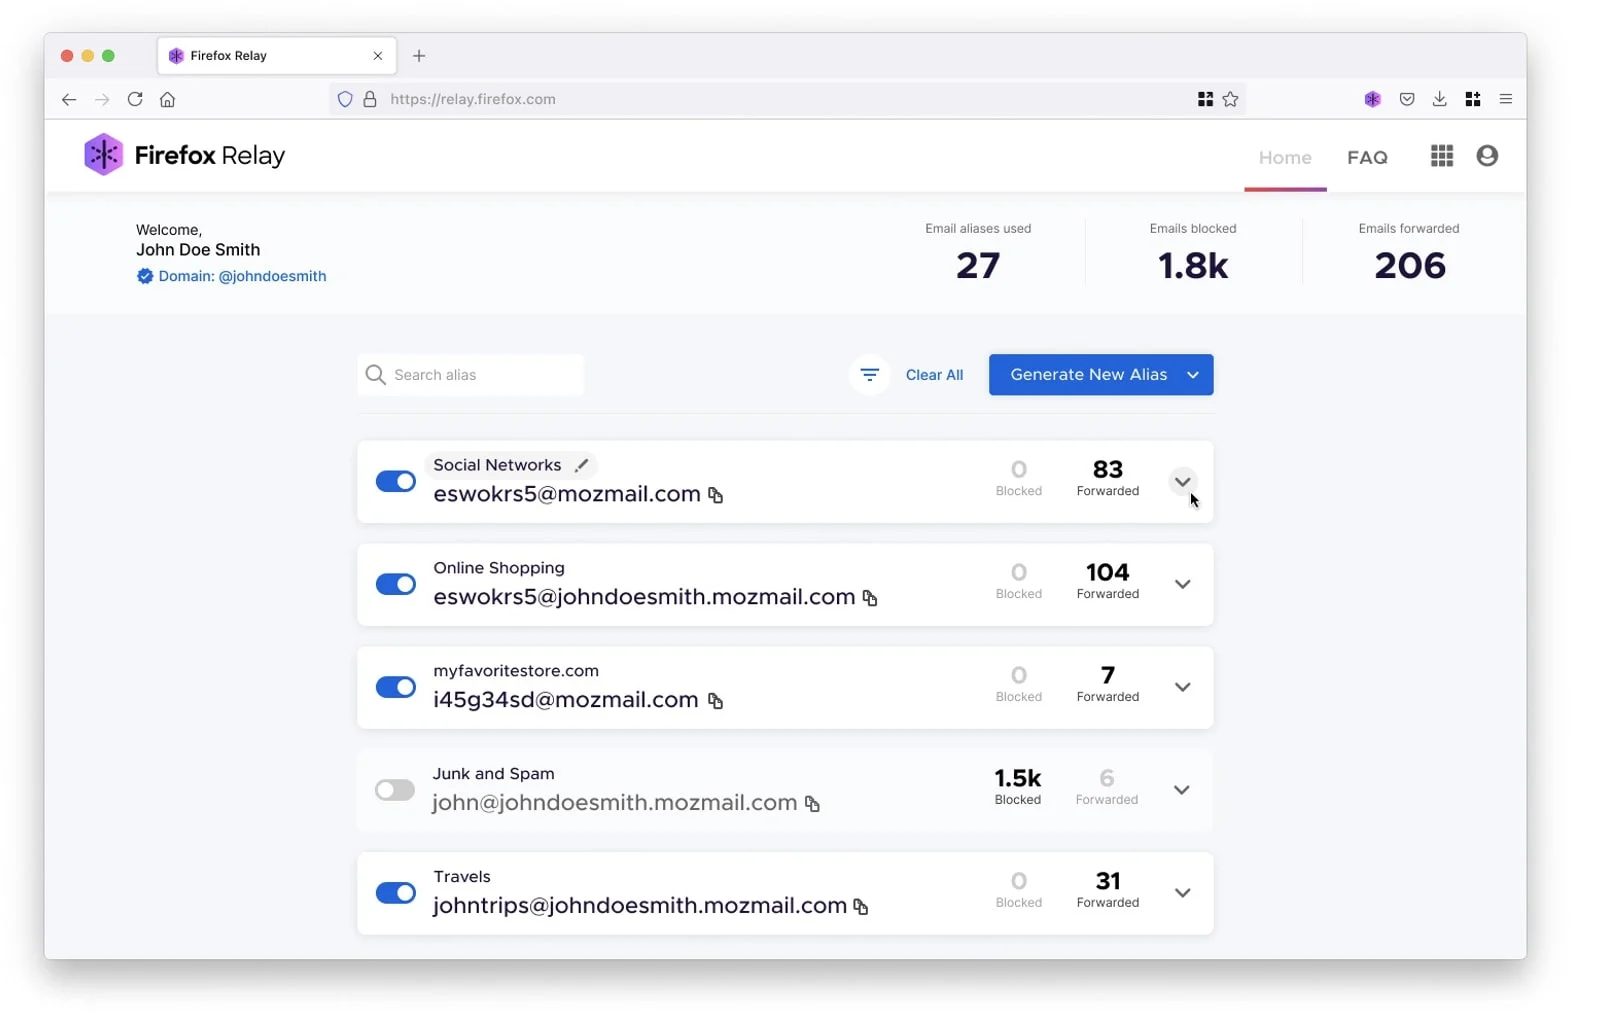 Firefox Relay
https://relay.firefox.com
Firefox Relay
Home
FAQ
Welcome,
John Doe Smith
Domain: @johndoesmith
Email aliases used
27
Emails blocked
1.8k
Emails forwarded
206
Search alias
Clear All
Generate New Alias
Social Networks
eswokrs5@mozmail.com
0
Blocked
83
Forwarded
Online Shopping
eswokrs5@johndoesmith.mozmail.com
0
Blocked
104
Forwarded
myfavoritestore.com
i45g34sd@mozmail.com
0
Blocked
7
Forwarded
Junk and Spam
john@johndoesmith.mozmail.com
1.5k
Blocked
6
Forwarded
Travels
johntrips@johndoesmith.mozmail.com
0
Blocked
31
Forwarded